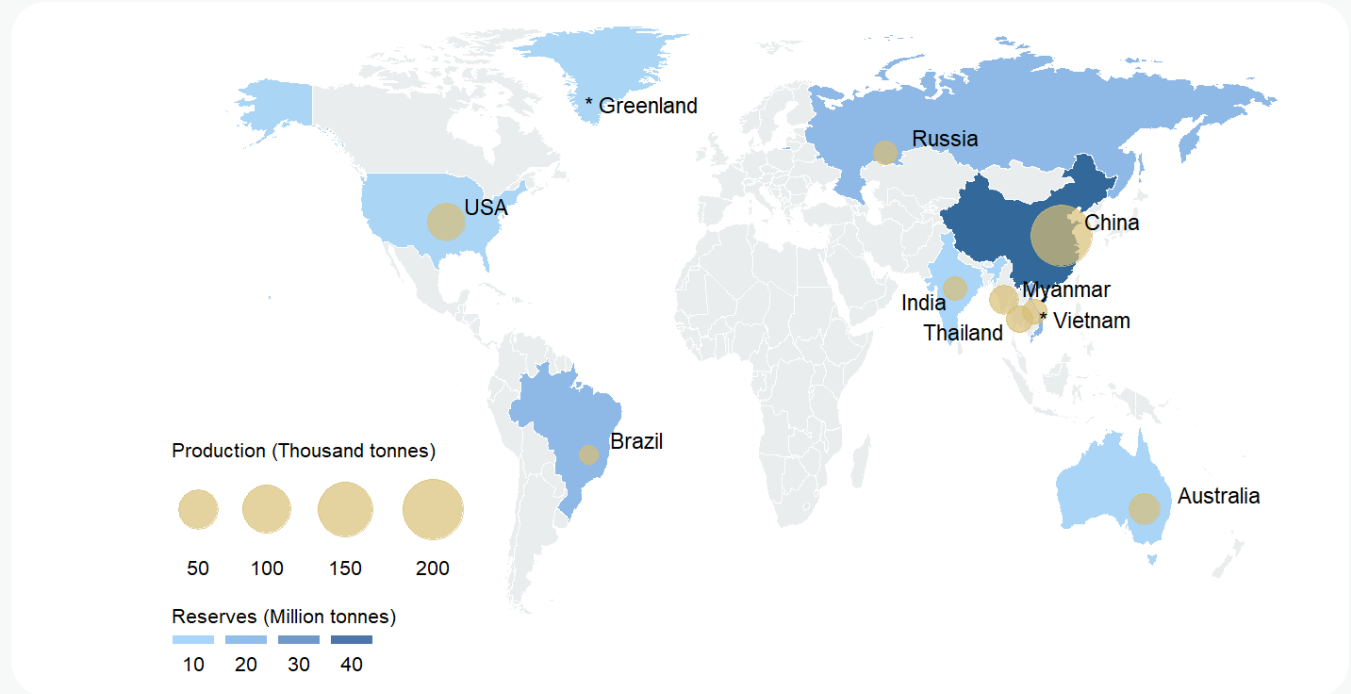 * Greenland
Russia
USA
China
Myanmar
India
* Vietnam
Thailand
Brazil
Production (Thousand tonnes)
Australia
50 100 150 200
Reserves (Million tonnes)
10 20 30 40